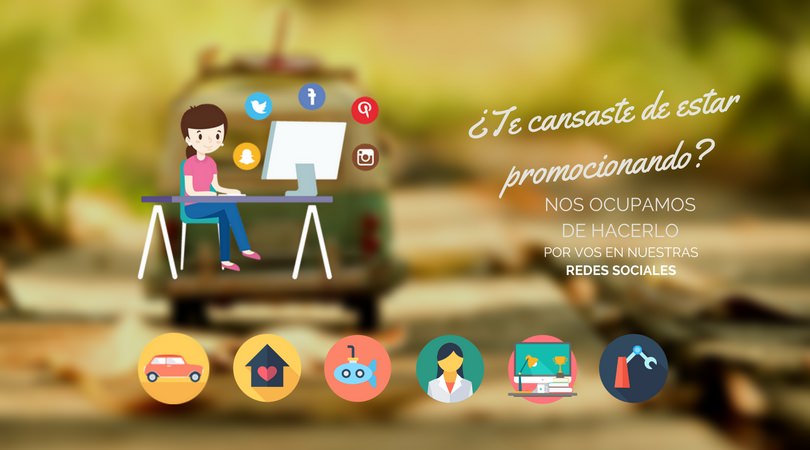 ¿Te cansaste de estar
promocionando?
NOS OCUPAMOS
DE HACERLO
POR VOS EN NUESTRAS
REDES SOCIALES